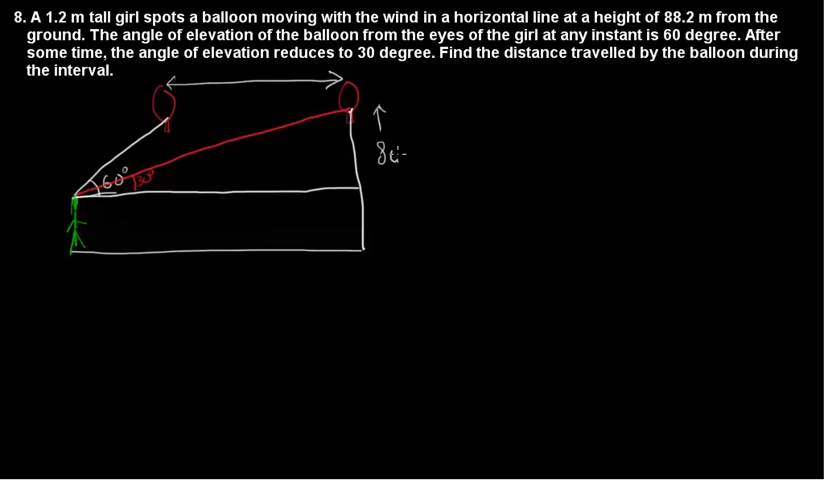 8. A 1.2 m tall girl spots a balloon moving with the wind in a horizontal line at a height of 88.2 m from the
ground. The angle of elevation of the balloon from the eyes of the girl at any instant is 60 degree. After
some time, the angle of elevation reduces to 30 degree. Find the distance travelled by the balloon during
the interval.
60°
30°